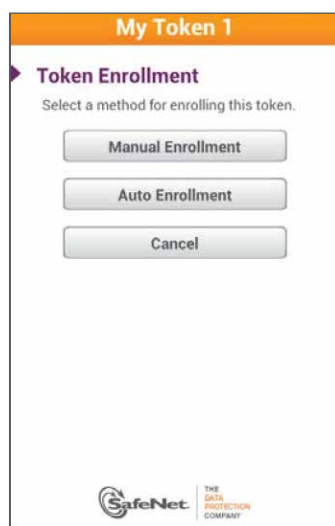 My Token 1
Token Enrollment
Select a method for enrolling this token.
Manual Enrollment
Auto Enrollment
Cancel
SafeNet
THE
DATA
PROTECTION
COMPANY